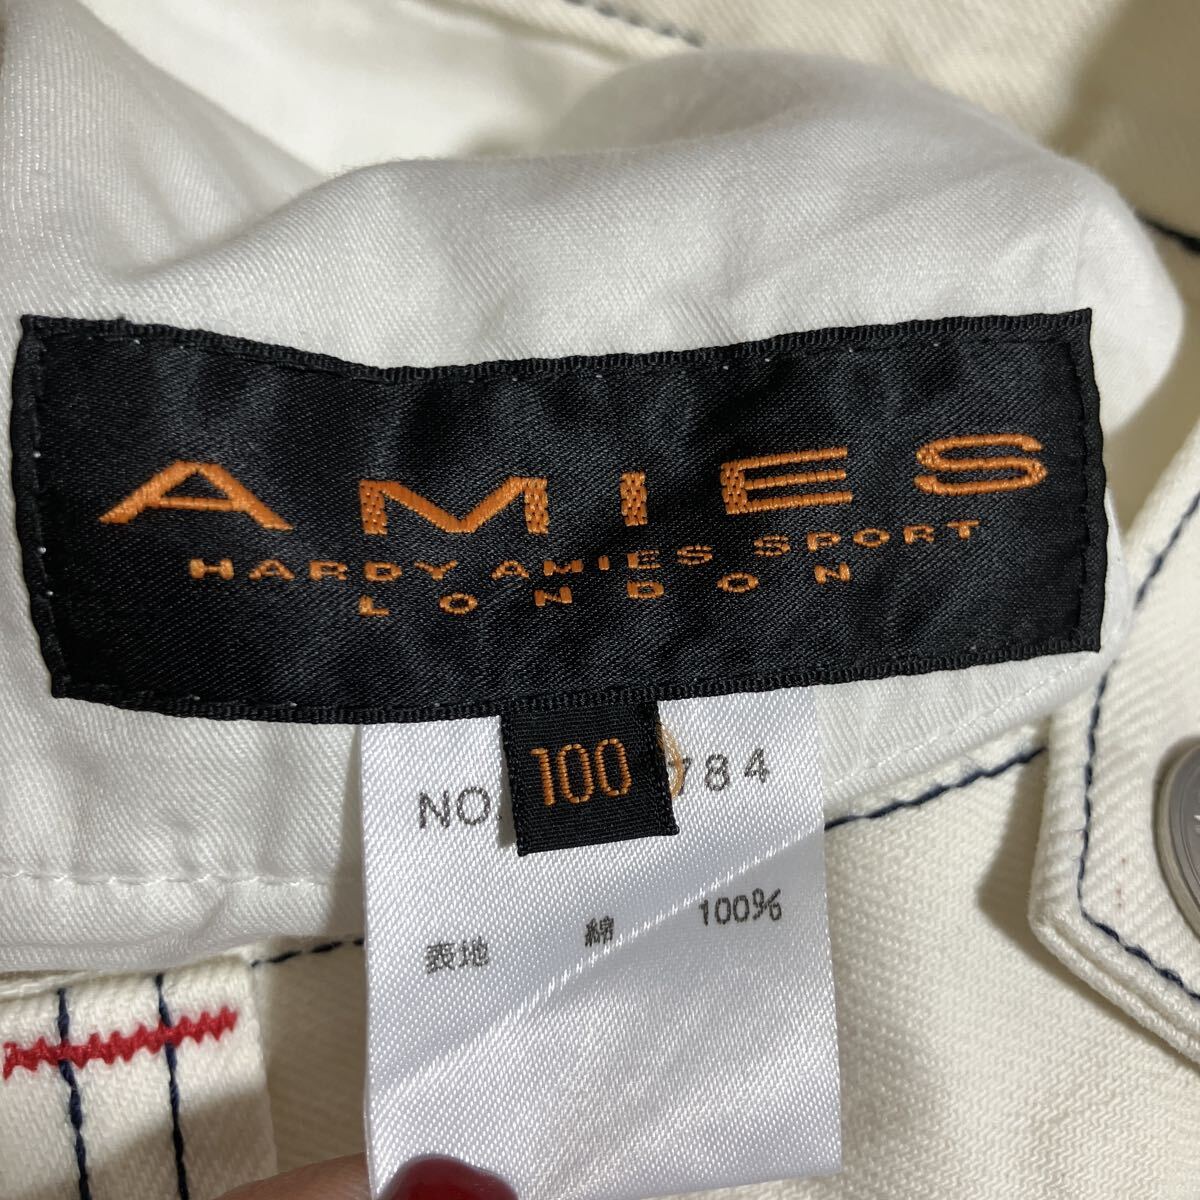 AMIES
HARDY AMIES SPORT
LONDON
100
NO. 784
表地 綿 100%